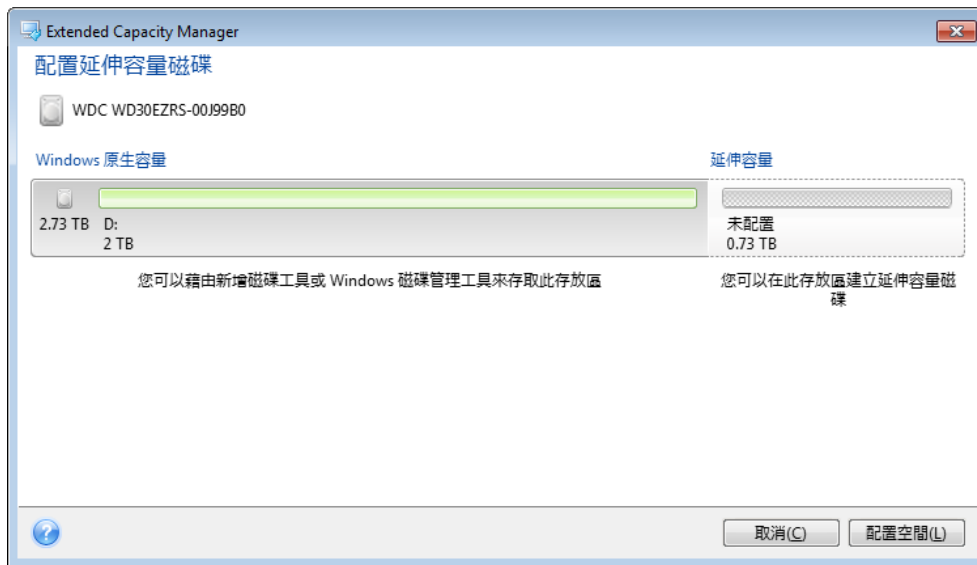 Extended Capacity Manager
配置延伸容量磁碟
WDC WD30EZRS-00J99B0
Windows 原生容量
延伸容量
2.73 TB
D:
2 TB
未配置
0.73 TB
您可以藉由新增磁碟工具或 Windows 磁碟管理工具來存取此存放區
您可以在此存放區建立延伸容量磁
碟
取消(C)
配置空間(L)